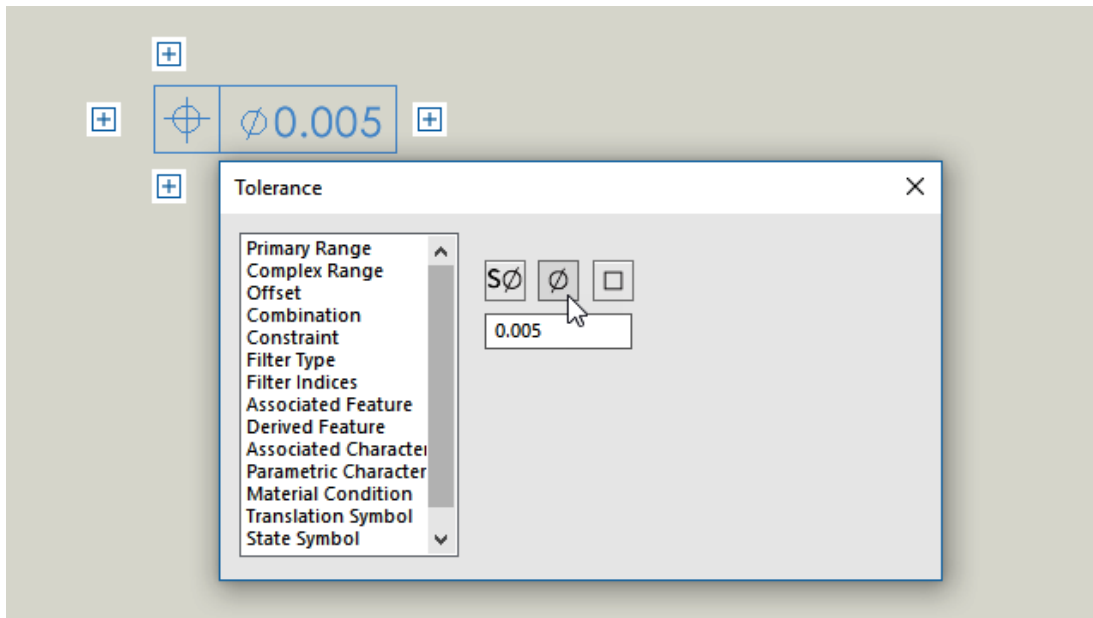 ⌖ ∅0.005
Tolerance
Primary Range
Complex Range
Offset
Combination
Constraint
Filter Type
Filter Indices
Associated Feature
Derived Feature
Associated Character
Parametric Character
Material Condition
Translation Symbol
State Symbol
S∅ ∅ □
0.005